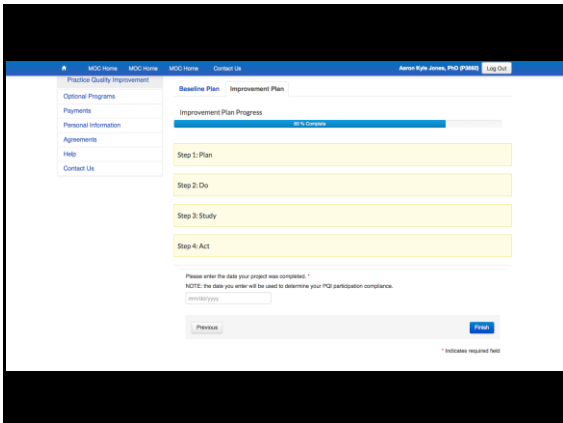 MOC Home MOC Home MOC Home Contact Us Aaron Kyle Jones, PhD (P3892) Log Out
Practice Quality Improvement
Optional Programs
Payments
Personal Information
Agreements
Help
Contact Us
Baseline Plan Improvement Plan
Improvement Plan Progress
% Complete
Step 1: Plan
Step 2: Do
Step 3: Study
Step 4: Act
Please enter the date your project was completed. *
NOTE: the date you enter will be used to determine your PQI participation compliance.
mm/dd/yyyy
Previous Finish
* Indicates required field